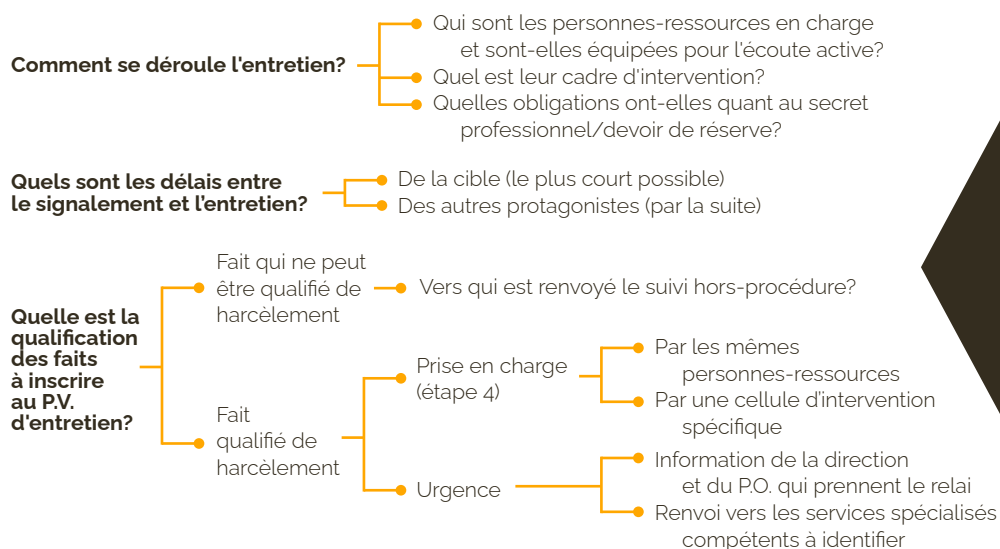 Comment se déroule l'entretien?
Qui sont les personnes-ressources en charge
et sont-elles équipées pour l'écoute active?
Quel est leur cadre d'intervention?
Quelles obligations ont-elles quant au secret
professionnel/devoir de réserve?
Quels sont les délais entre
le signalement et l'entretien?
De la cible (le plus court possible)
Des autres protagonistes (par la suite)
Quelle est la
qualification
des faits
à inscrire
au P.V.
d'entretien?
Fait qui ne peut
être qualifié de
harcèlement
Vers qui est renvoyé le suivi hors-procédure?
Fait
qualifié de
harcèlement
Prise en charge
(étape 4)
Par les mêmes
personnes-ressources
Par une cellule d'intervention
spécifique
Urgence
Information de la direction
et du P.O. qui prennent le relai
Renvoi vers les services spécialisés
compétents à identifier